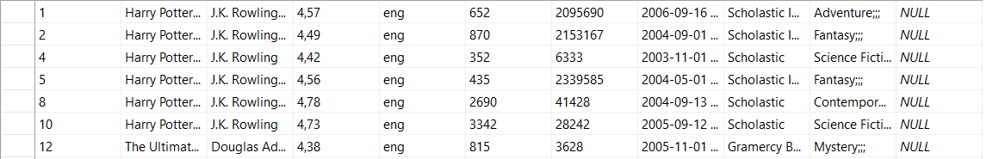 1 Harry Potter... J.K. Rowling... 4,57 eng 652 2095690 2006-09-16 ... Scholastic I... Adventure;;; NULL
2 Harry Potter... J.K. Rowling... 4,49 eng 870 2153167 2004-09-01 ... Scholastic I... Fantasy;;; NULL
4 Harry Potter... J.K. Rowling 4,42 eng 352 6333 2003-11-01 ... Scholastic Science Ficti... NULL
5 Harry Potter... J.K. Rowling... 4,56 eng 435 2339585 2004-05-01 ... Scholastic I... Fantasy;;; NULL
8 Harry Potter... J.K. Rowling... 4,78 eng 2690 41428 2004-09-13 ... Scholastic Contempor... NULL
10 Harry Potter... J.K. Rowling 4,73 eng 3342 28242 2005-09-12 ... Scholastic Science Ficti... NULL
12 The Ultimat... Douglas Ad... 4,38 eng 815 3628 2005-11-01 ... Gramercy B... Mystery;;; NULL